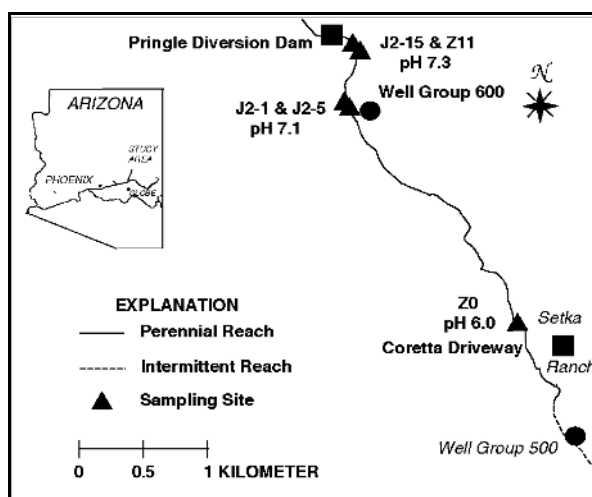 Pringle Diversion Dam
J2-15 & Z11
pH 7.3
N
ARIZONA
Well Group 600
J2-1 & J2-5
pH 7.1
STUDY
AREA
PHOENIX
GLOBE
Z0
pH 6.0
Setka
Coretta Driveway
Ranch
EXPLANATION
Perennial Reach
Intermittent Reach
Sampling Site
Well Group 500
0 0.5 1 KILOMETER